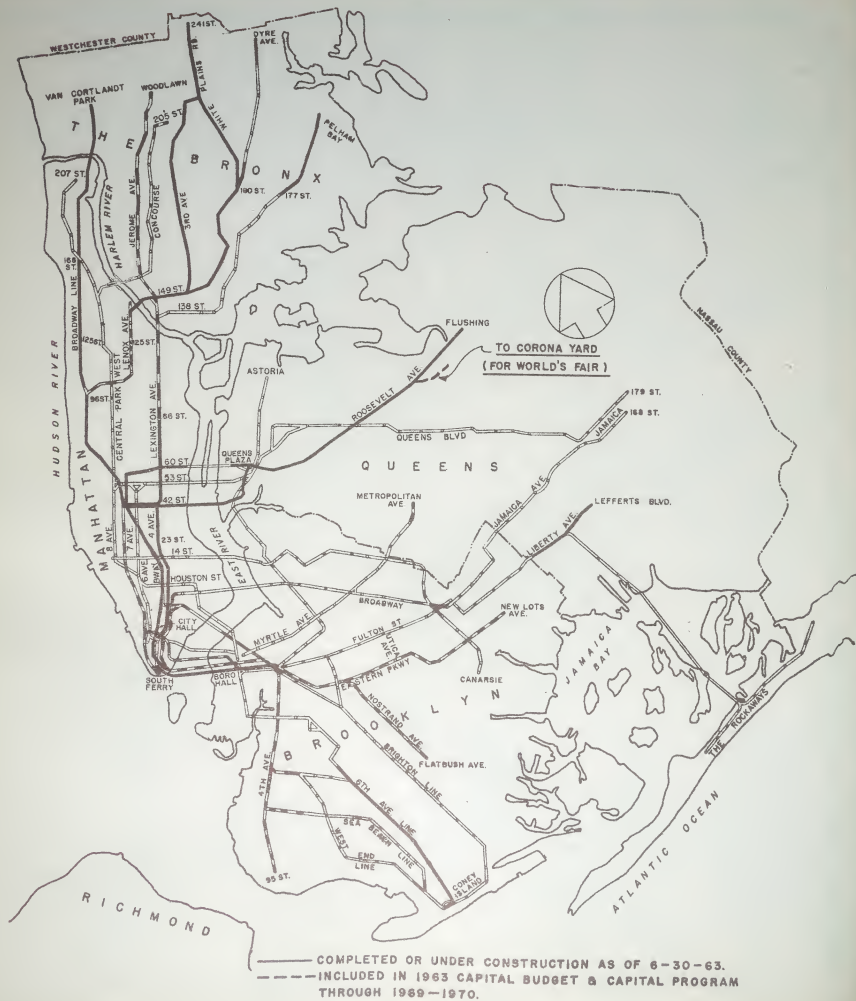 241 ST.
DYRE
AVE.
WESTCHESTER COUNTY
WHITE PLAINS RD.
VAN CORTLANDT
PARK
WOODLAWN
205 ST.
THE BRONX
PELHAM
BAY
207 ST.
HARLEM RIVER
JEROME AVE
CONCOURSE
3RD AVE
180 ST.
177 ST.
168
ST.
BROADWAY LINE
149 ST.
138 ST.
125 ST.
LENOX AVE
125 ST.
HUDSON RIVER
NASSAU COUNTY
FLUSHING
TO CORONA YARD
(FOR WORLD'S FAIR)
ASTORIA
ROOSEVELT AVE
96 ST.
CENTRAL PARK WEST
LEXINGTON AVE
86 ST.
179 ST.
168 ST.
JAMAICA
QUEENS BLVD
60 ST.
QUEENS
PLAZA
53 ST.
QUEENS
42 ST.
METROPOLITAN
AVE
JAMAICA AVE.
LEFFERTS BLVD.
LIBERTY AVE.
MANHATTAN
8 AVE.
7 AVE
6 AVE
BWAY
4 AVE
23 ST.
14 ST.
EAST RIVER
HOUSTON ST
BROADWAY
NEW LOTS
AVE.
CITY
HALL
MYRTLE AVE
FULTON ST
UTICA
AVE
SOUTH
FERRY
BORO
HALL
EASTERN PKWY
CANARSIE
JAMAICA
BAY
NOSTRAND AVE
BROOKLYN
FLATBUSH AVE.
BRIGHTON LINE
THE ROCKAWAYS
4TH AVE.
6TH AVE LINE
SEA BEACH LINE
WEST
END
LINE
95 ST.
CONEY
ISLAND
ATLANTIC OCEAN
RICHMOND
COMPLETED OR UNDER CONSTRUCTION AS OF 6-30-63.
INCLUDED IN 1963 CAPITAL BUDGET & CAPITAL PROGRAM
THROUGH 1969-1970.